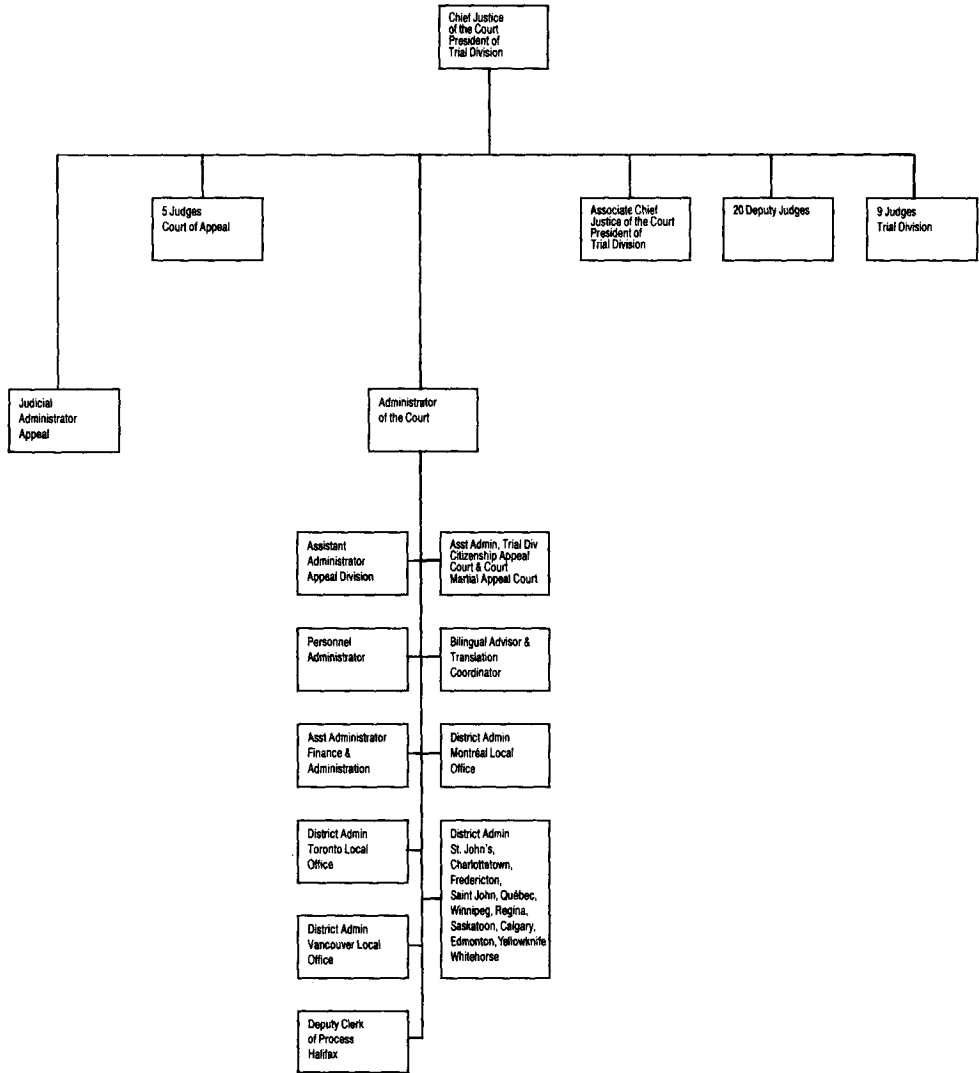 Chief Justice
of the Court
President of
Trial Division
5 Judges
Court of Appeal
Associate Chief
Justice of the Court
President of
Trial Division
20 Deputy Judges
9 Judges
Trial Division
Judicial
Administrator
Appeal
Administrator
of the Court
Assistant
Administrator
Appeal Division
Asst Admin, Trial Div
Citizenship Appeal
Court & Court
Martial Appeal Court
Personnel
Administrator
Bilingual Advisor &
Translation
Coordinator
Asst Administrator
Finance &
Administration
District Admin
Montréal Local
Office
District Admin
Toronto Local
Office
District Admin
St. John's,
Charlottetown,
Fredericton,
Saint John, Québec,
Winnipeg, Regina,
Saskatoon, Calgary,
Edmonton, Yellowknife
Whitehorse
District Admin
Vancouver Local
Office
Deputy Clerk
of Process
Halifax